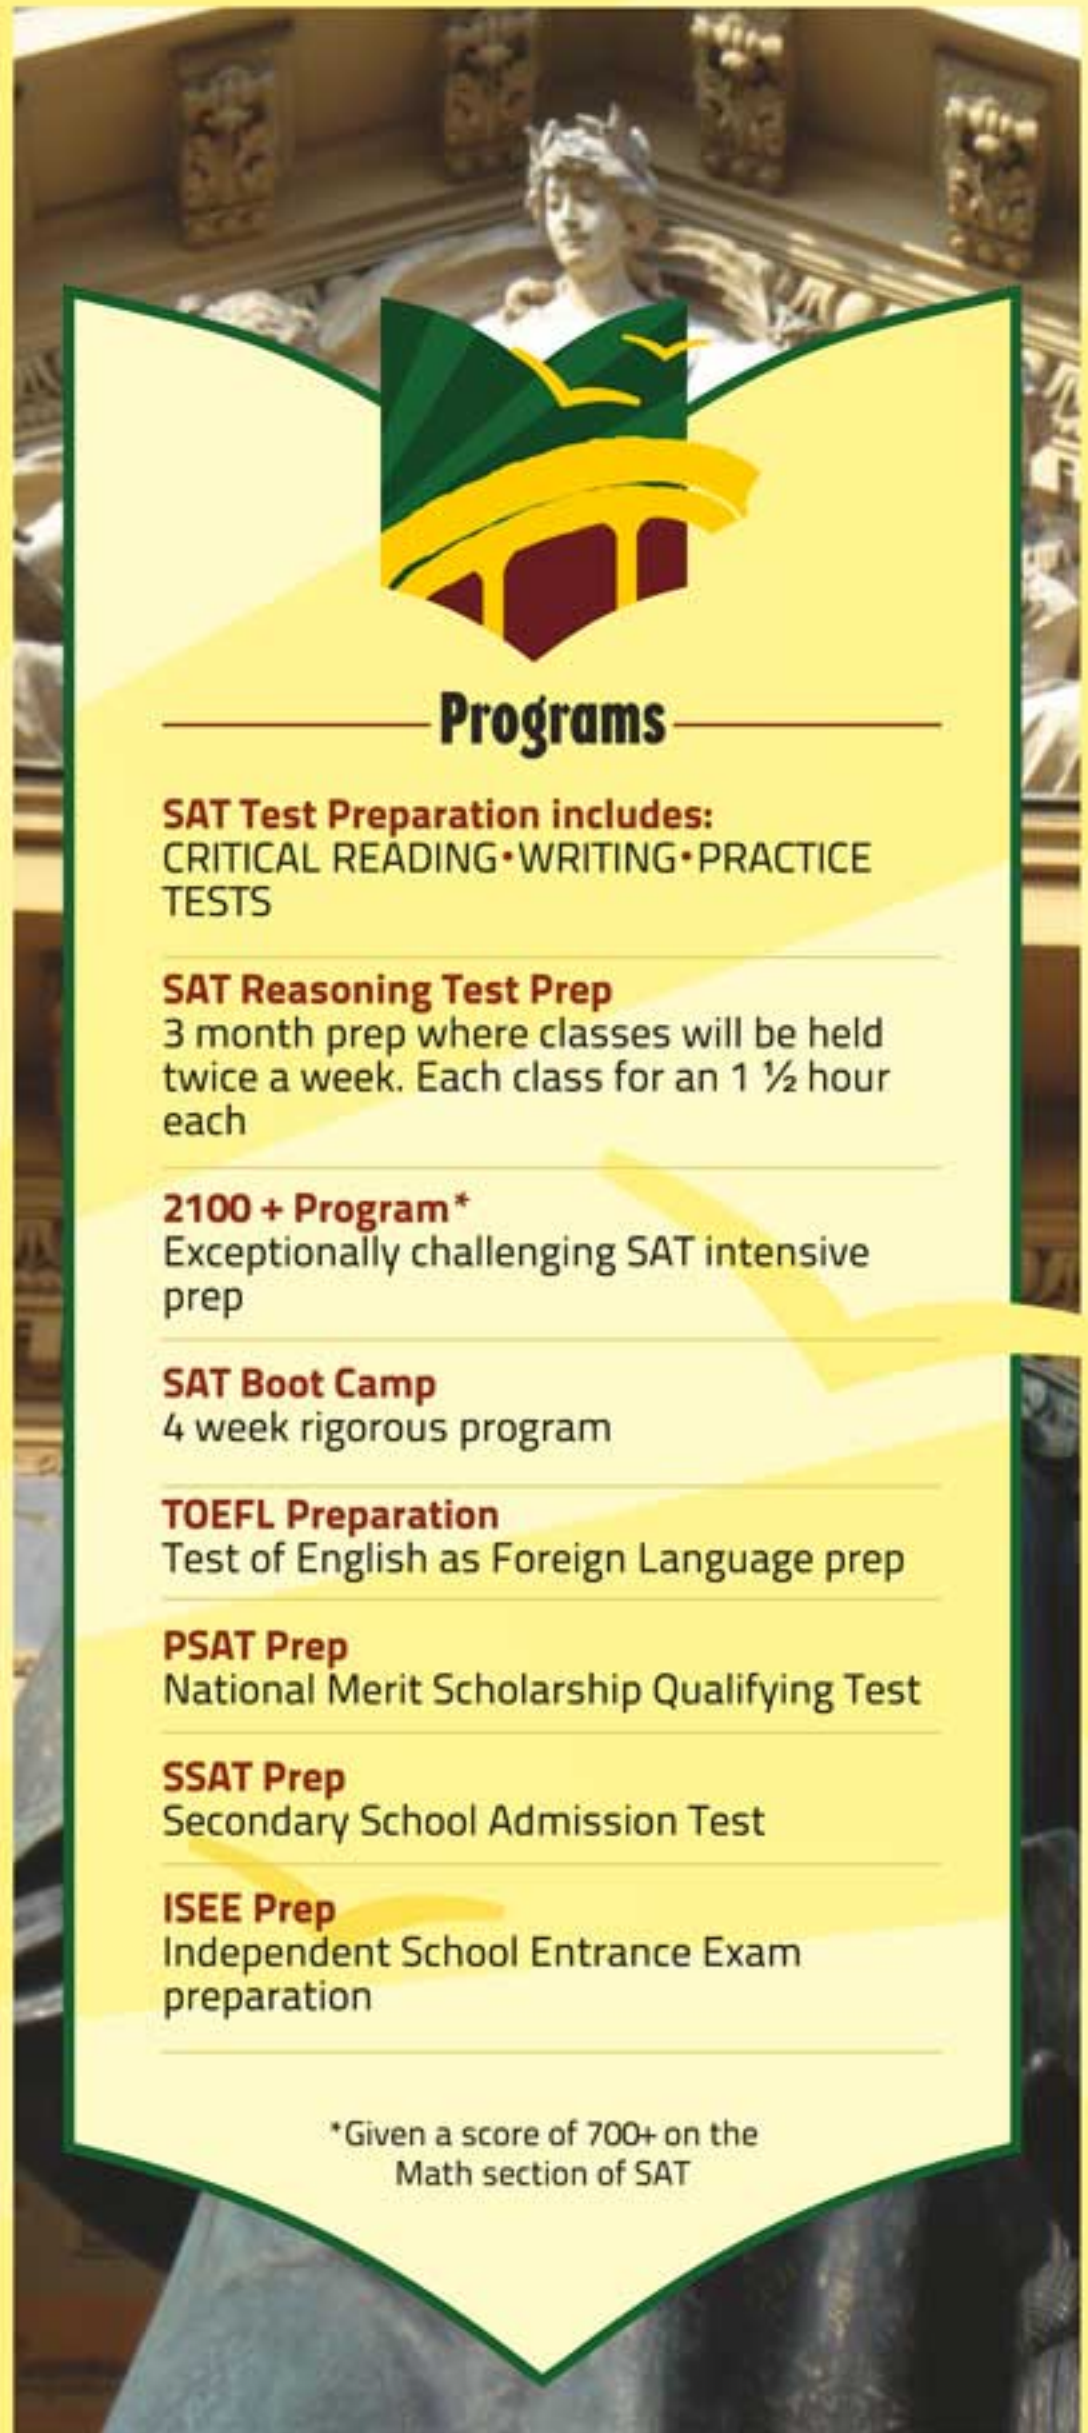 Programs
SAT Test Preparation includes:
CRITICAL READING•WRITING•PRACTICE
TESTS
SAT Reasoning Test Prep
3 month prep where classes will be held
twice a week. Each class for an 1 ½ hour
each
2100 + Program*
Exceptionally challenging SAT intensive
prep
SAT Boot Camp
4 week rigorous program
TOEFL Preparation
Test of English as Foreign Language prep
PSAT Prep
National Merit Scholarship Qualifying Test
SSAT Prep
Secondary School Admission Test
ISEE Prep
Independent School Entrance Exam
preparation
*Given a score of 700+ on the
Math section of SAT